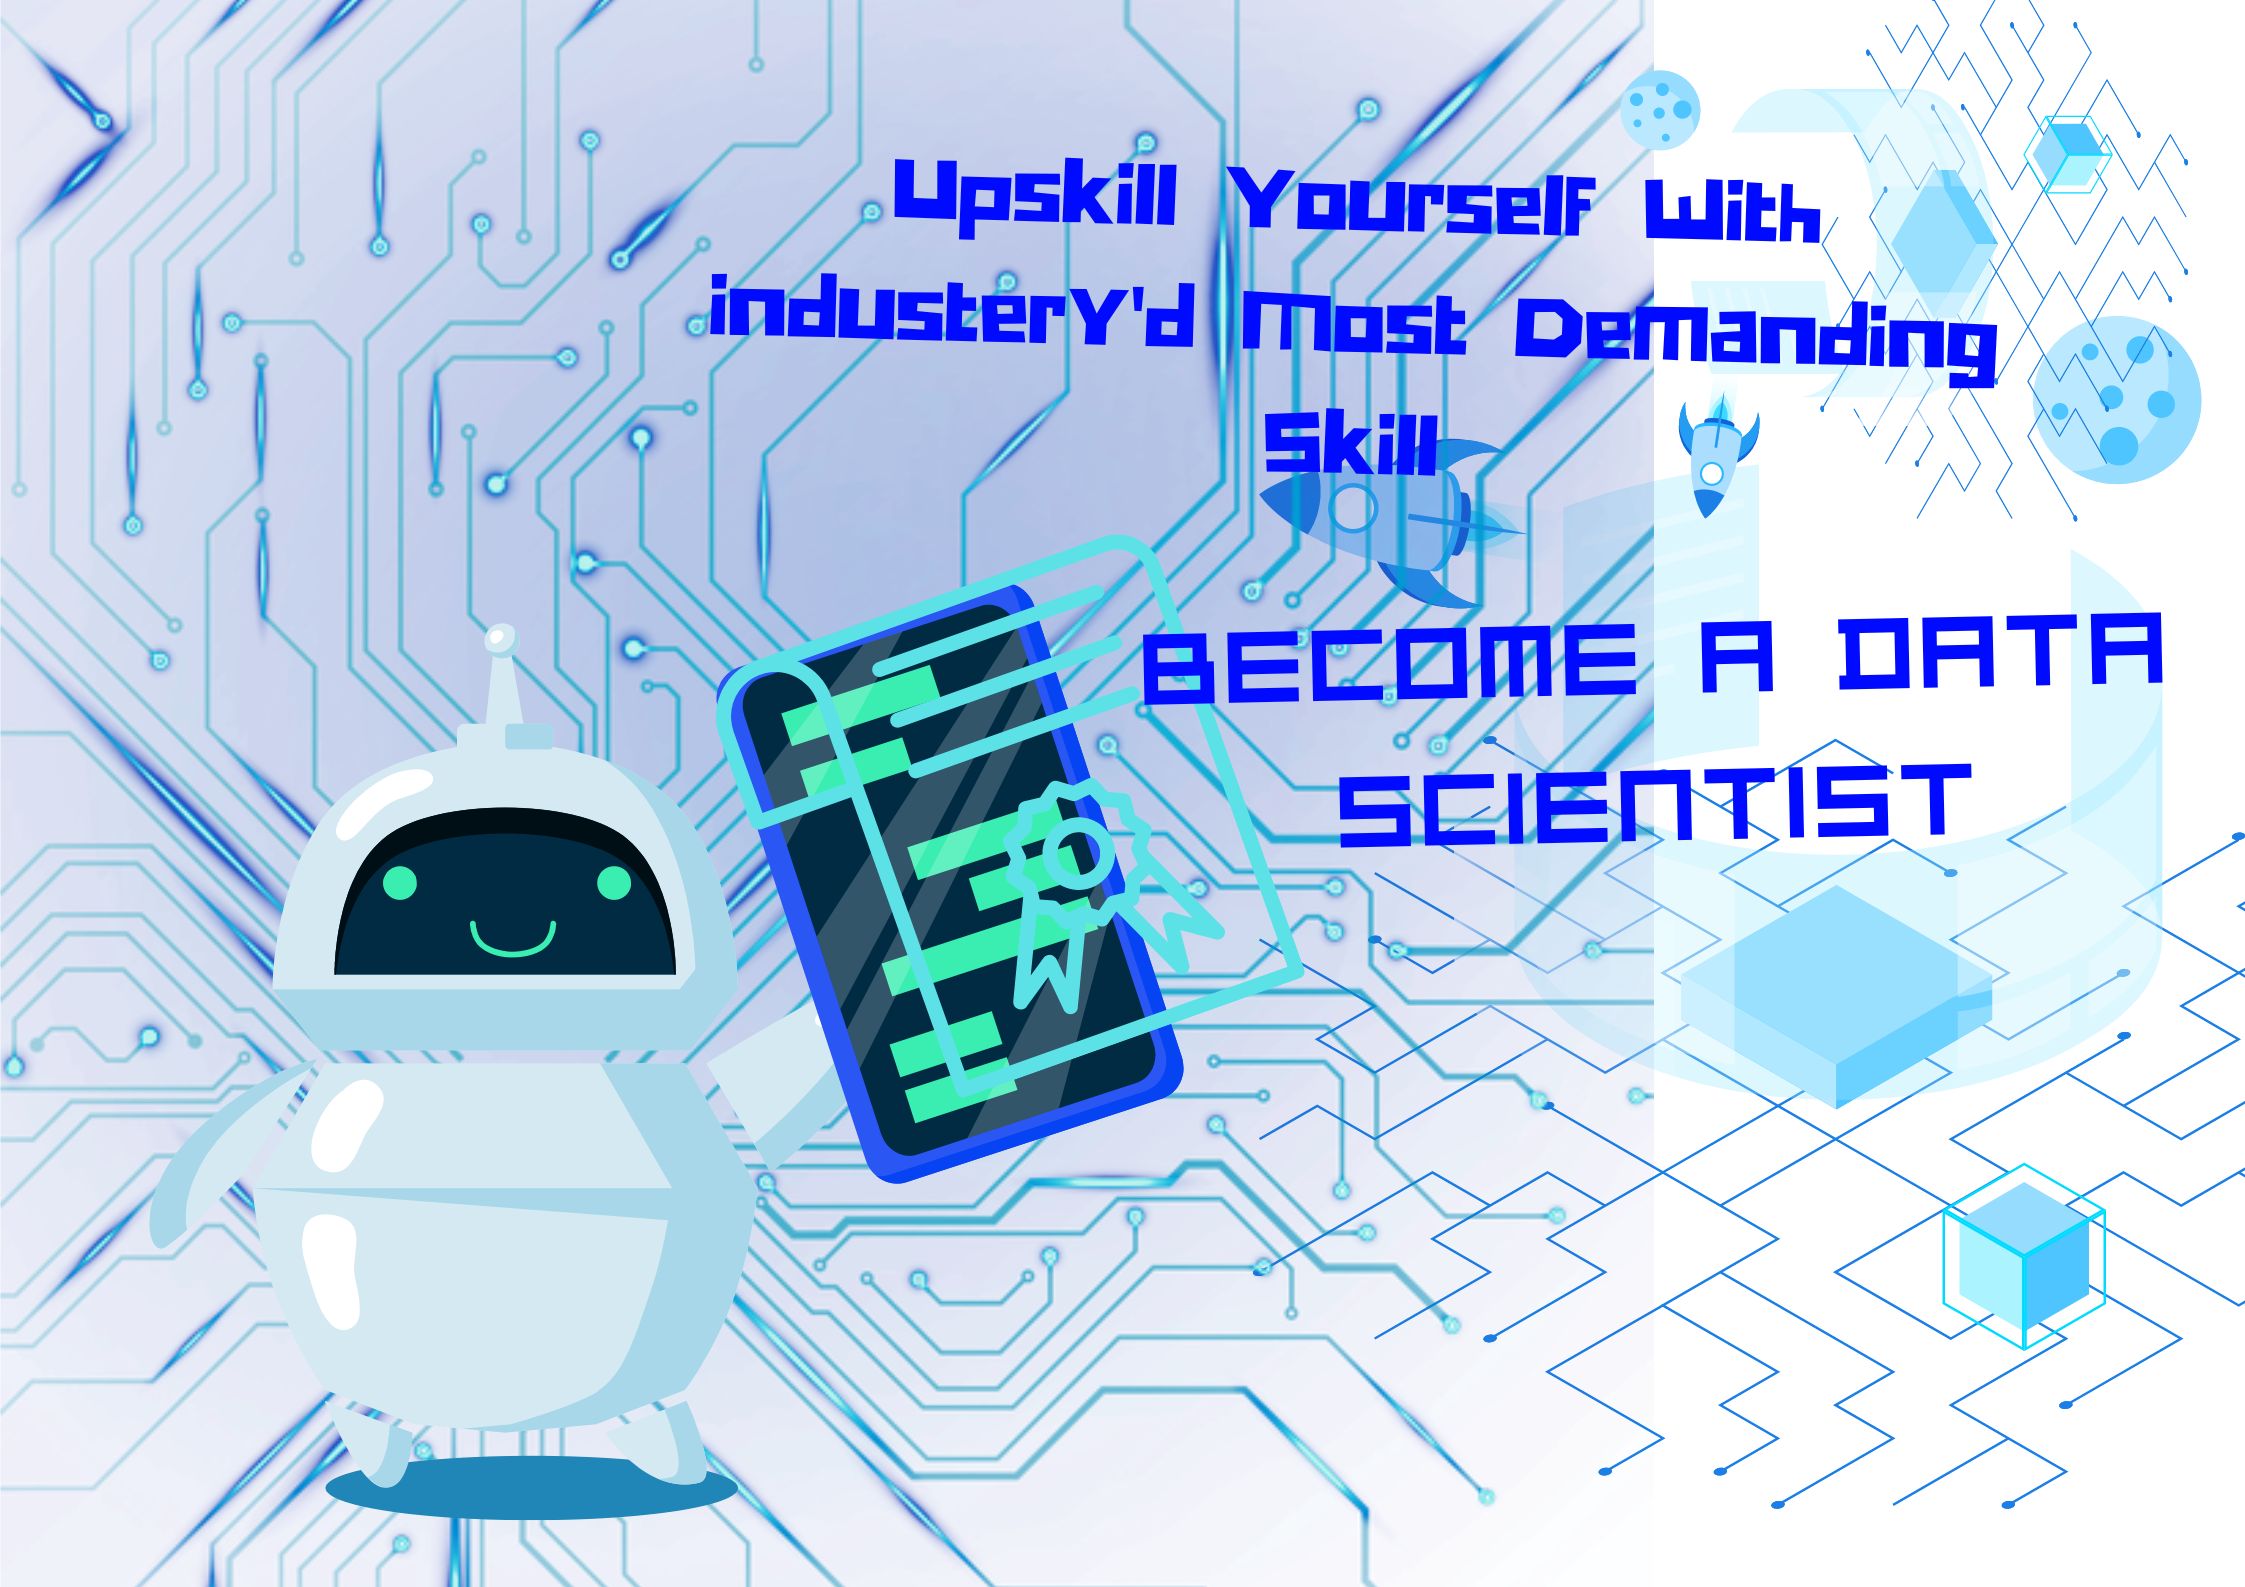 Upskill Yourself With
industerY'd Most Demanding
Skill
BECOME A DATA
SCIENTIST